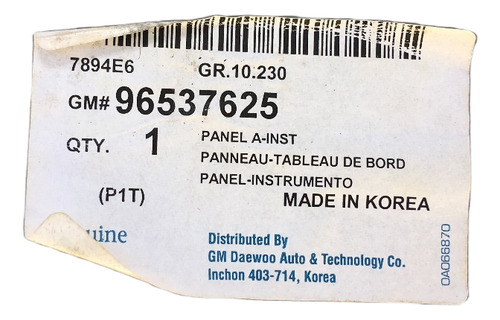 7894E6 GR.10.230
GM# 96537625
QTY. 1 PANEL A-INST
PANNEAU-TABLEAU DE BORD
(P1T) PANEL-INSTRUMENTO
MADE IN KOREA
uine
Distributed By
GM Daewoo Auto & Technology Co.
Inchon 403-714, Korea
OA066870